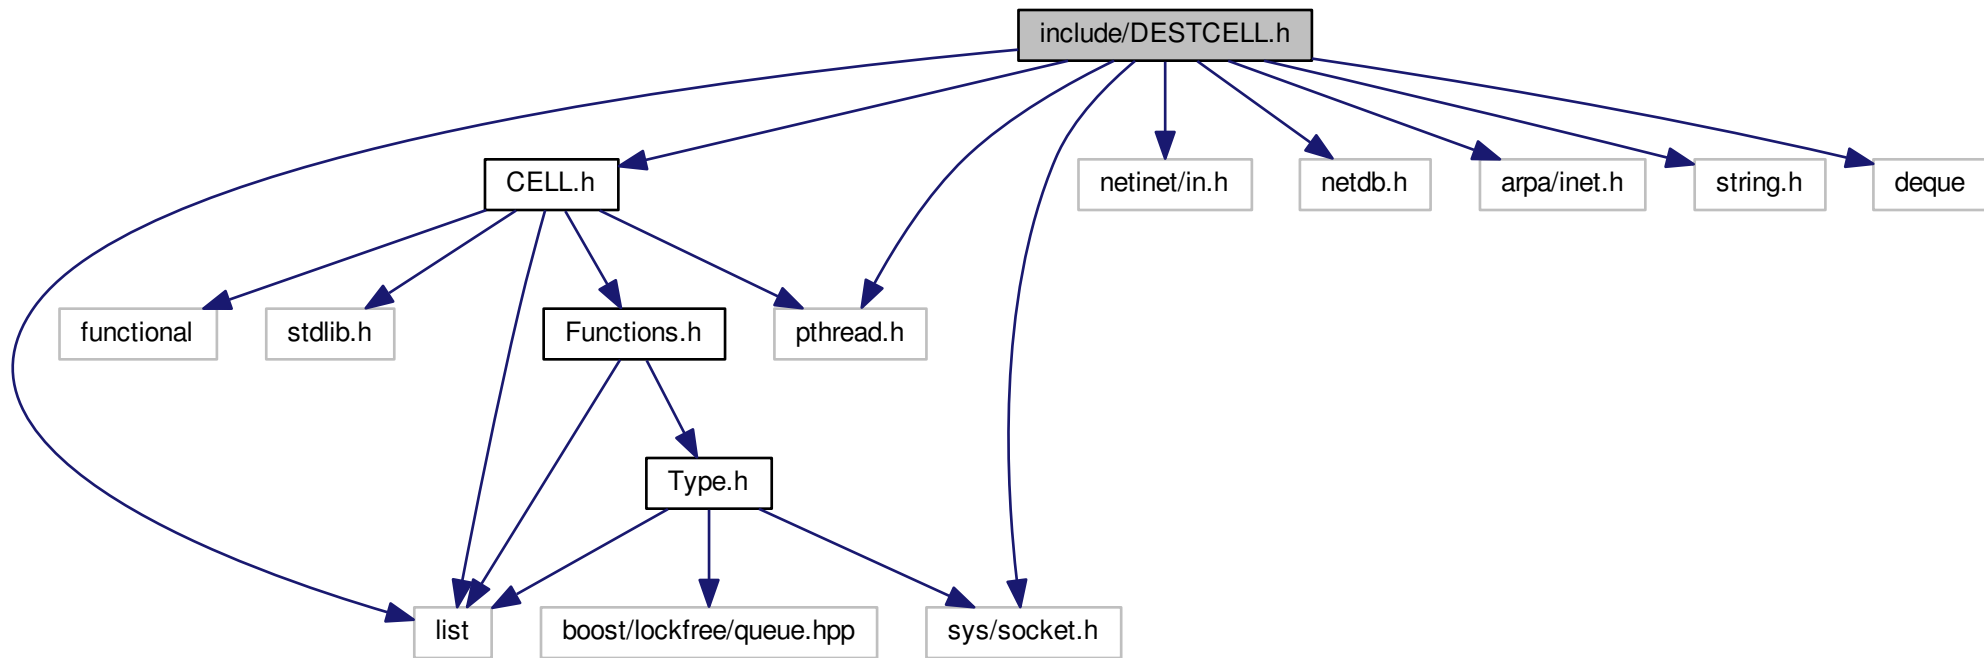 include/DESTCELL.h
CELL.h
netinet/in.h
netdb.h
arpa/inet.h
string.h
deque
functional
stdlib.h
Functions.h
pthread.h
Type.h
list
boost/lockfree/queue.hpp
sys/socket.h